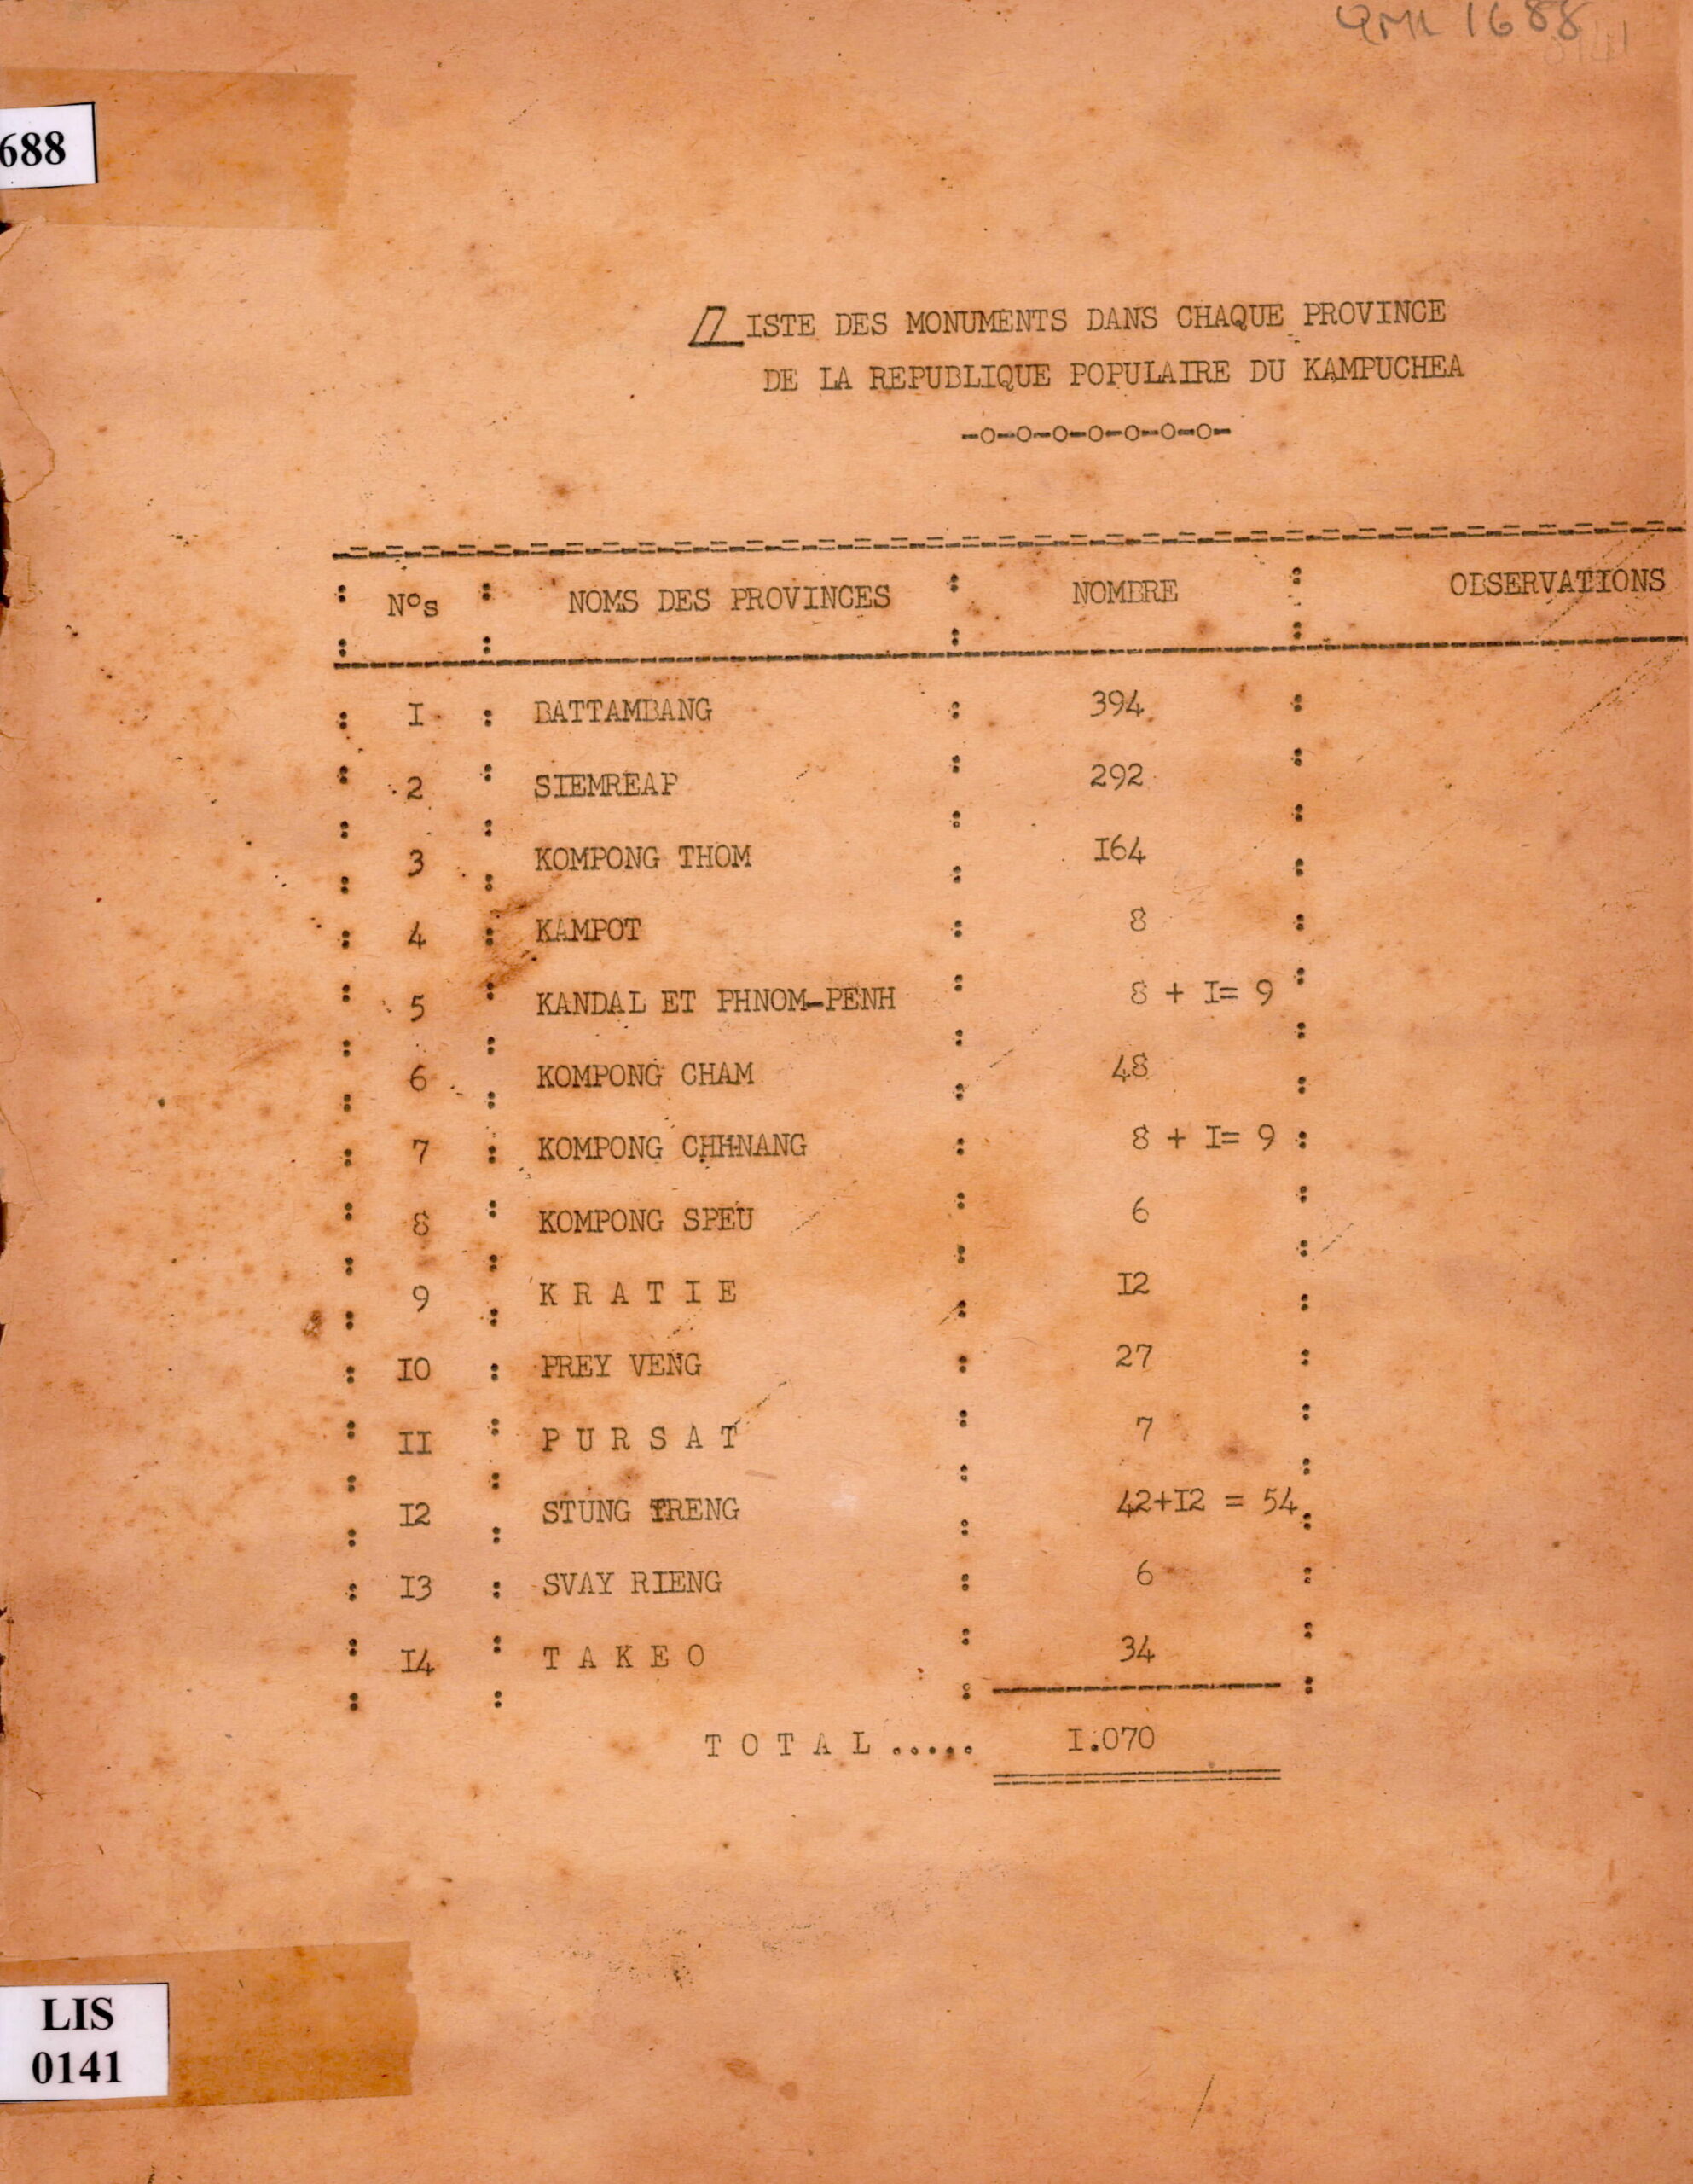 1688
688
LISTE DES MONUMENTS DANS CHAQUE PROVINCE
DE LA REPUBLIQUE POPULAIRE DU KAMPUCHEA
-o-o-o-o-o-o-o-
: N°s : NOMS DES PROVINCES : NOMBRE : OBSERVATIONS
: I : BATTAMBANG : 394 :
: 2 : SIEMREAP : 292 :
: 3 : KOMPONG THOM : I64 :
: 4 : KAMPOT : 8 :
: 5 : KANDAL ET PHNOM-PENH : 8 + I= 9 :
: 6 : KOMPONG CHAM : 48 :
: 7 : KOMPONG CHHNANG : 8 + I= 9 :
: 8 : KOMPONG SPEU : 6 :
: 9 : K R A T I E : I2 :
: IO : PREY VENG : 27 :
: II : P U R S A T : 7 :
: I2 : STUNG TRENG : 42+I2 = 54 :
: I3 : SVAY RIENG : 6 :
: I4 : T A K E O : 34 :
T O T A L ..... I.070
LIS
0141